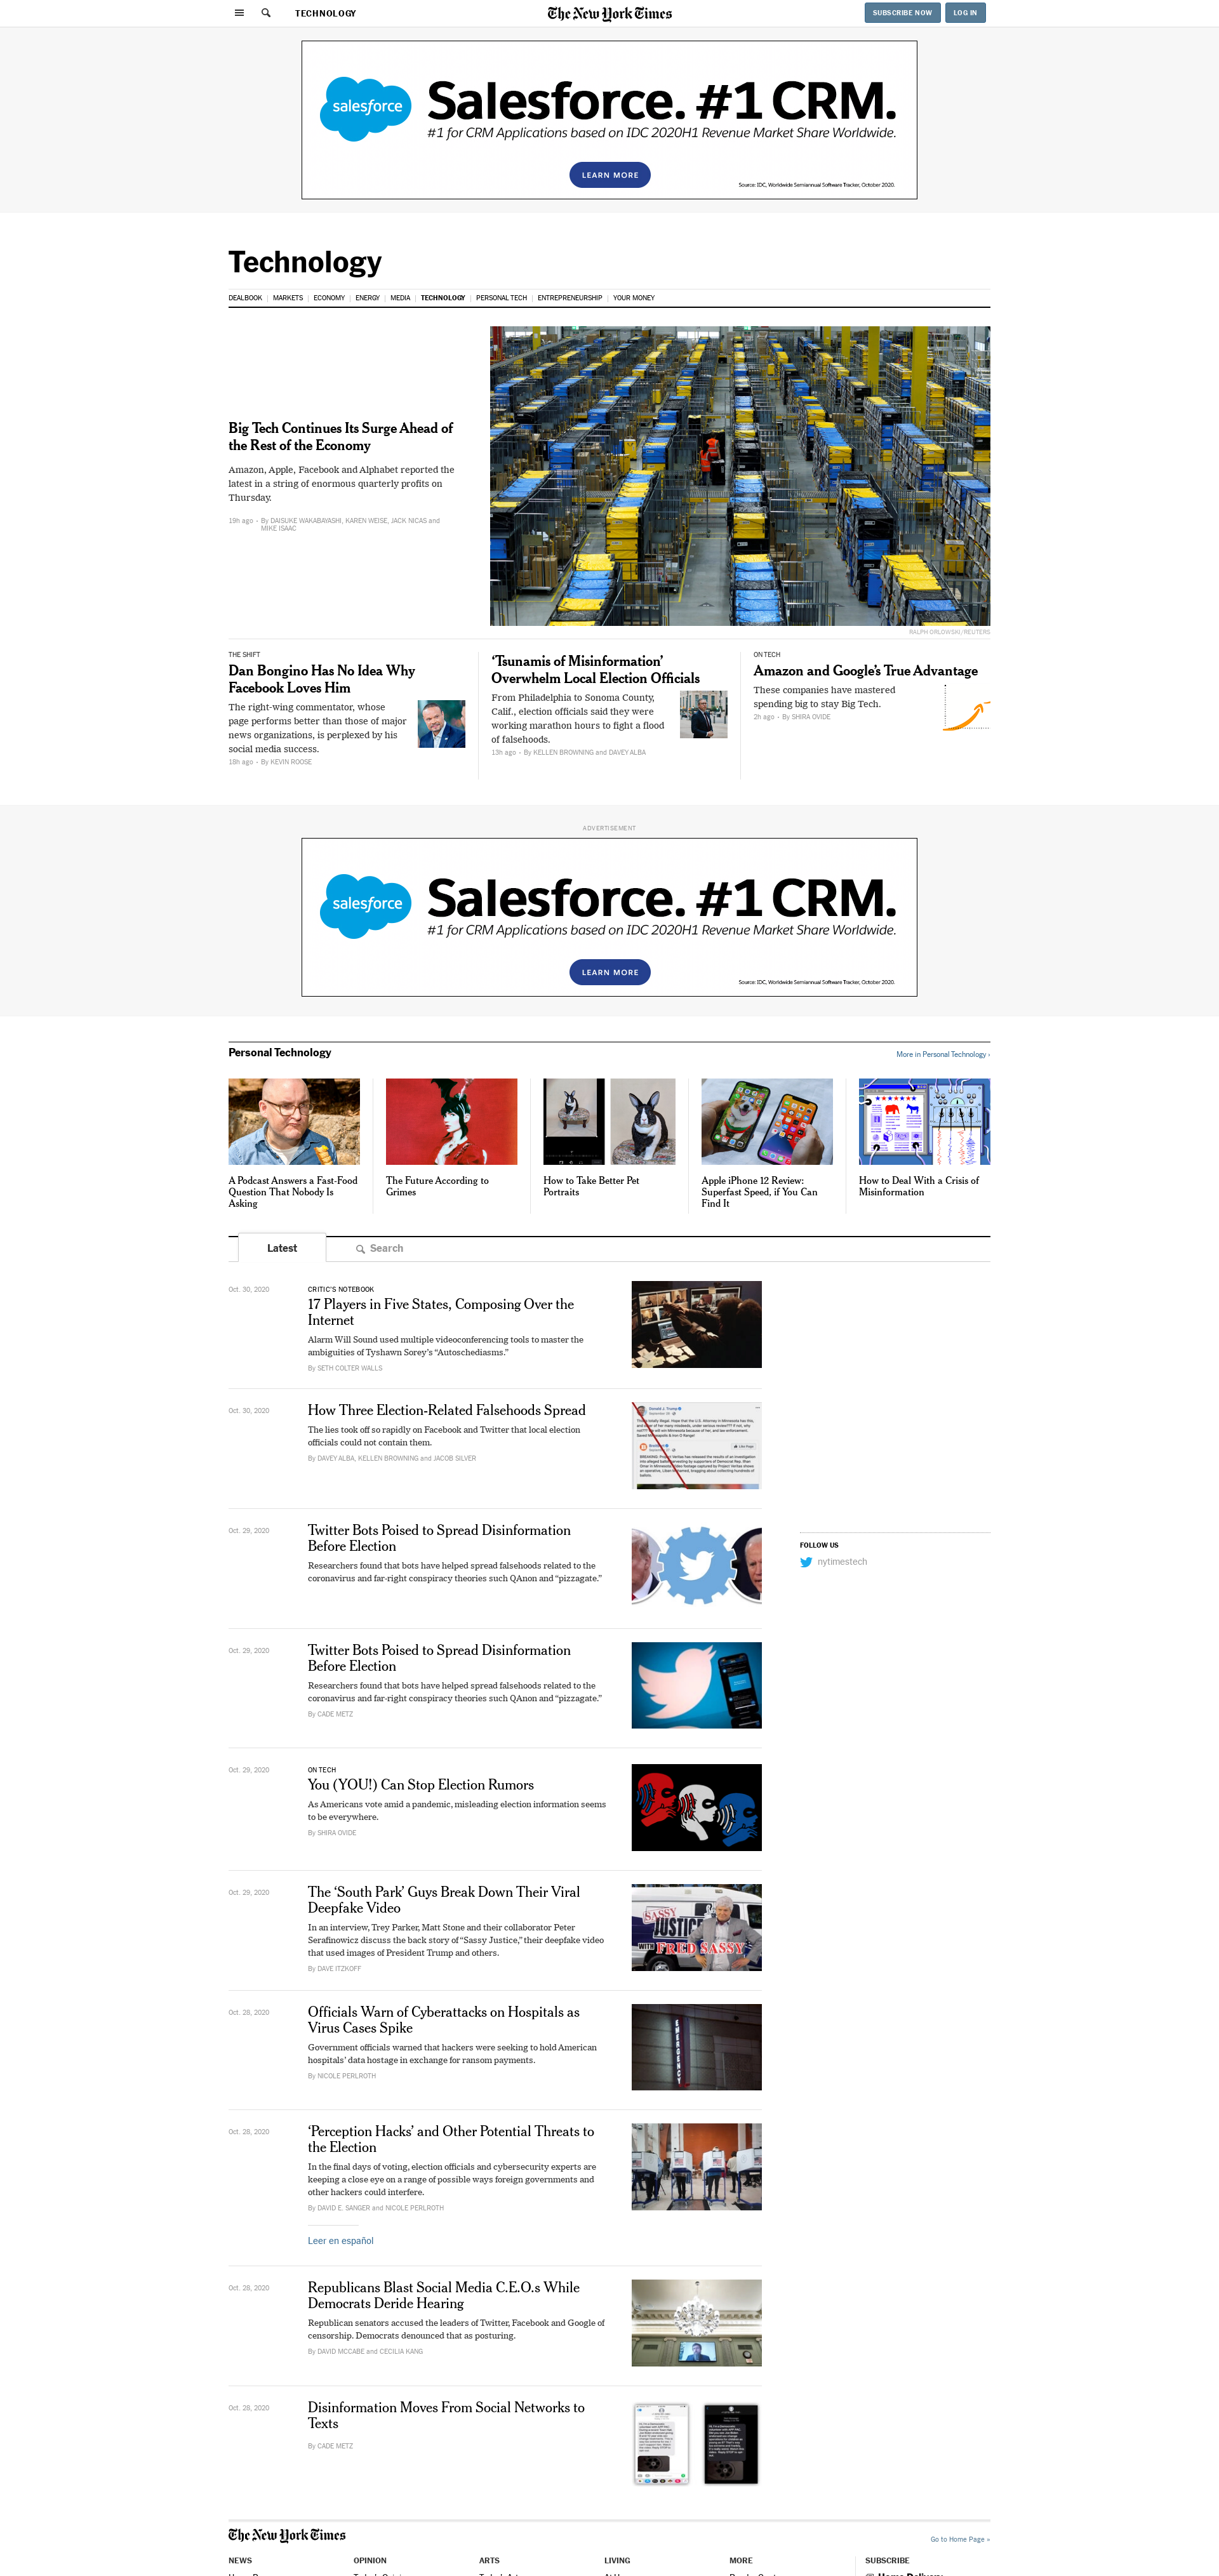 TECHNOLOGY
The New York Times
SUBSCRIBE NOW
LOG IN
salesforce
Salesforce. #1 CRM.
#1 for CRM Applications based on IDC 2020H1 Revenue Market Share Worldwide.
LEARN MORE
Source: IDC, Worldwide Semiannual Software Tracker, October 2020.
Technology
DEALBOOK
MARKETS
ECONOMY
ENERGY
MEDIA
TECHNOLOGY
PERSONAL TECH
ENTREPRENEURSHIP
YOUR MONEY
Big Tech Continues Its Surge Ahead of
the Rest of the Economy
Amazon, Apple, Facebook and Alphabet reported the
latest in a string of enormous quarterly profits on
Thursday.
19h ago - By DAISUKE WAKABAYASHI, KAREN WEISE, JACK NICAS and
MIKE ISAAC
RALPH ORLOWSKI/REUTERS
THE SHIFT
Dan Bongino Has No Idea Why
Facebook Loves Him
The right-wing commentator, whose
page performs better than those of major
news organizations, is perplexed by his
social media success.
18h ago - By KEVIN ROOSE
‘Tsunamis of Misinformation’
Overwhelm Local Election Officials
From Philadelphia to Sonoma County,
Calif., election officials said they were
working marathon hours to fight a flood
of falsehoods.
13h ago - By KELLEN BROWNING and DAVEY ALBA
ON TECH
Amazon and Google’s True Advantage
These companies have mastered
spending big to stay Big Tech.
2h ago - By SHIRA OVIDE
ADVERTISEMENT
salesforce
Salesforce. #1 CRM.
#1 for CRM Applications based on IDC 2020H1 Revenue Market Share Worldwide.
LEARN MORE
Source: IDC, Worldwide Semiannual Software Tracker, October 2020.
Personal Technology
More in Personal Technology ›
A Podcast Answers a Fast-Food
Question That Nobody Is
Asking
The Future According to
Grimes
How to Take Better Pet
Portraits
Apple iPhone 12 Review:
Superfast Speed, if You Can
Find It
How to Deal With a Crisis of
Misinformation
Latest
Search
Oct. 30, 2020
CRITIC’S NOTEBOOK
17 Players in Five States, Composing Over the
Internet
Alarm Will Sound used multiple videoconferencing tools to master the
ambiguities of Tyshawn Sorey’s “Autoschediasms.”
By SETH COLTER WALLS
Oct. 30, 2020
How Three Election-Related Falsehoods Spread
The lies took off so rapidly on Facebook and Twitter that local election
officials could not contain them.
By DAVEY ALBA, KELLEN BROWNING and JACOB SILVER
Donald J. Trump
Like Page
Oct. 29, 2020
Twitter Bots Poised to Spread Disinformation
Before Election
Researchers found that bots have helped spread falsehoods related to the
coronavirus and far-right conspiracy theories such QAnon and “pizzagate.”
FOLLOW US
nytimestech
Oct. 29, 2020
Twitter Bots Poised to Spread Disinformation
Before Election
Researchers found that bots have helped spread falsehoods related to the
coronavirus and far-right conspiracy theories such QAnon and “pizzagate.”
By CADE METZ
Oct. 29, 2020
ON TECH
You (YOU!) Can Stop Election Rumors
As Americans vote amid a pandemic, misleading election information seems
to be everywhere.
By SHIRA OVIDE
Oct. 29, 2020
The ‘South Park’ Guys Break Down Their Viral
Deepfake Video
In an interview, Trey Parker, Matt Stone and their collaborator Peter
Serafinowicz discuss the back story of “Sassy Justice,” their deepfake video
that used images of President Trump and others.
By DAVE ITZKOFF
SASSY
JUSTICE
WITH FRED SASSY
Oct. 28, 2020
Officials Warn of Cyberattacks on Hospitals as
Virus Cases Spike
Government officials warned that hackers were seeking to hold American
hospitals’ data hostage in exchange for ransom payments.
By NICOLE PERLROTH
EMERGENCY
Oct. 28, 2020
‘Perception Hacks’ and Other Potential Threats to
the Election
In the final days of voting, election officials and cybersecurity experts are
keeping a close eye on a range of possible ways foreign governments and
other hackers could interfere.
By DAVID E. SANGER and NICOLE PERLROTH
Leer en español
Oct. 28, 2020
Republicans Blast Social Media C.E.O.s While
Democrats Deride Hearing
Republican senators accused the leaders of Twitter, Facebook and Google of
censorship. Democrats denounced that as posturing.
By DAVID MCCABE and CECILIA KANG
Oct. 28, 2020
Disinformation Moves From Social Networks to
Texts
By CADE METZ
The New York Times
Go to Home Page »
NEWS
OPINION
ARTS
LIVING
MORE
SUBSCRIBE